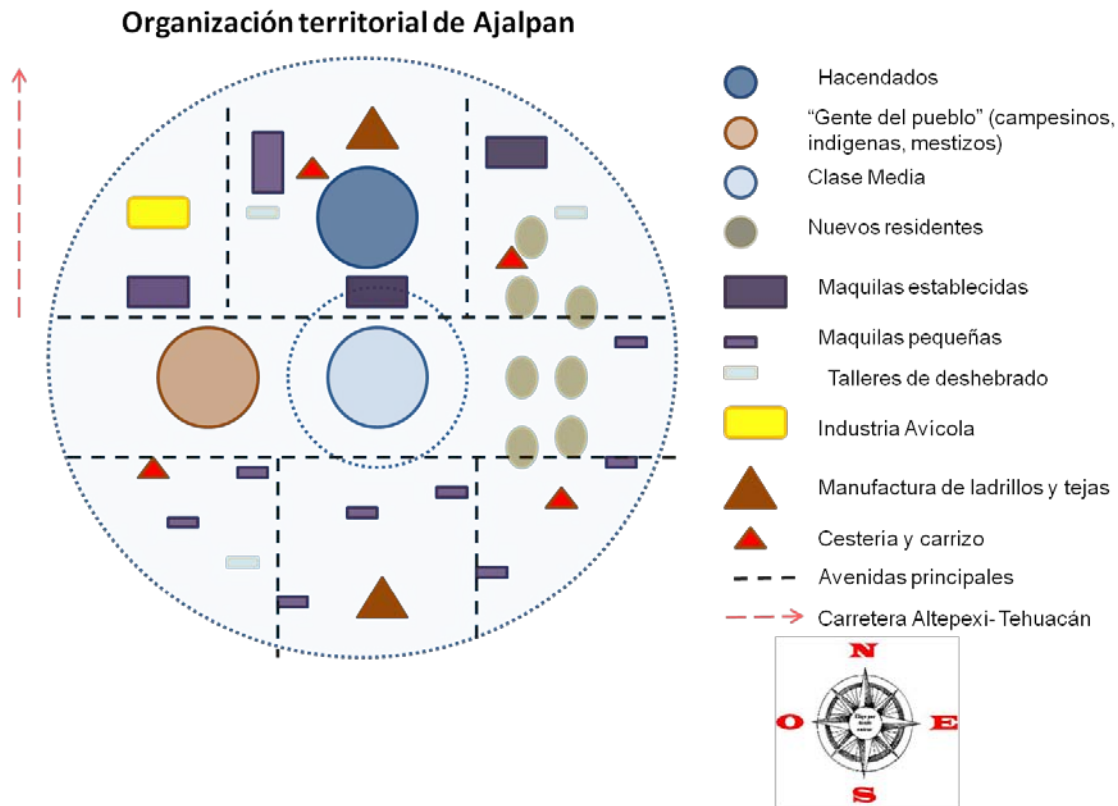 Organización territorial de Ajalpan
Hacendados
“Gente del pueblo” (campesinos,
indígenas, mestizos)
Clase Media
Nuevos residentes
Maquilas establecidas
Maquilas pequeñas
Talleres de deshebrado
Industria Avícola
Manufactura de ladrillos y tejas
Cesteria y carrizo
Avenidas principales
Carretera Altepexi- Tehuacán
N
O
E
S